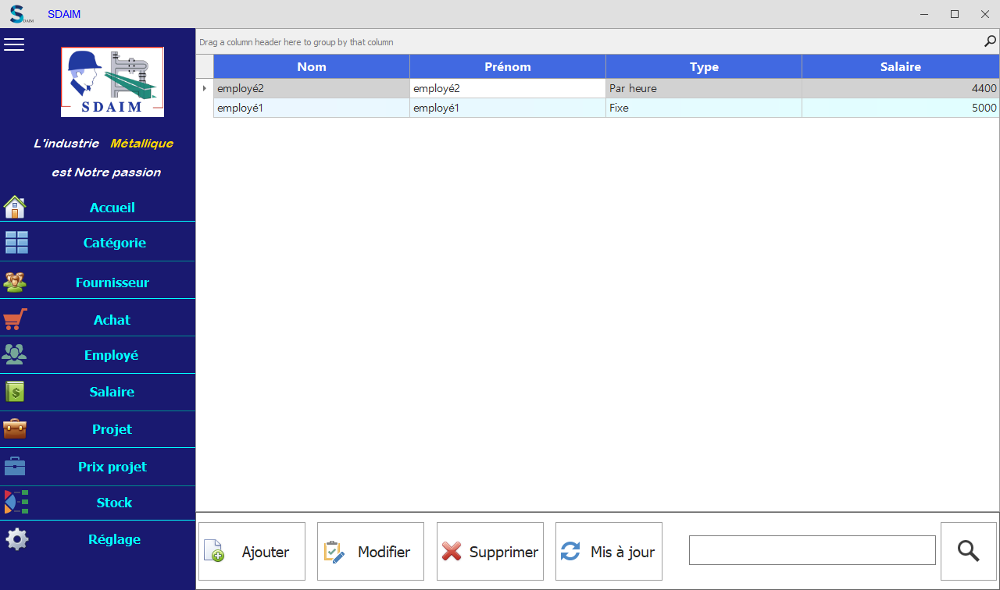 SDAIM
SDAIM
SDAIM
L'industrie Métallique
est Notre passion
Accueil
Catégorie
Fournisseur
Achat
Employé
Salaire
Projet
Prix projet
Stock
Réglage
Drag a column header here to group by that column
Nom Prénom Type Salaire
employé2 employé2 Par heure 4400
employé1 employé1 Fixe 5000
Ajouter Modifier Supprimer Mis à jour